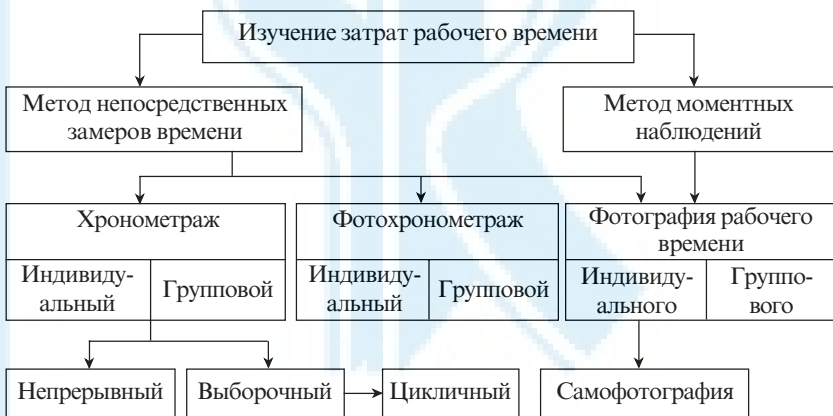 Изучение затрат рабочего времени
Метод непосредственных
замеров времени
Метод моментных
наблюдений
Хронометраж
Фотохронометраж
Фотография рабочего
времени
Индивиду-
альный
Групповой
Индивиду-
альный
Групповой
Индивиду-
ального
Группо-
вого
Непрерывный
Выборочный
Цикличный
Самофотография